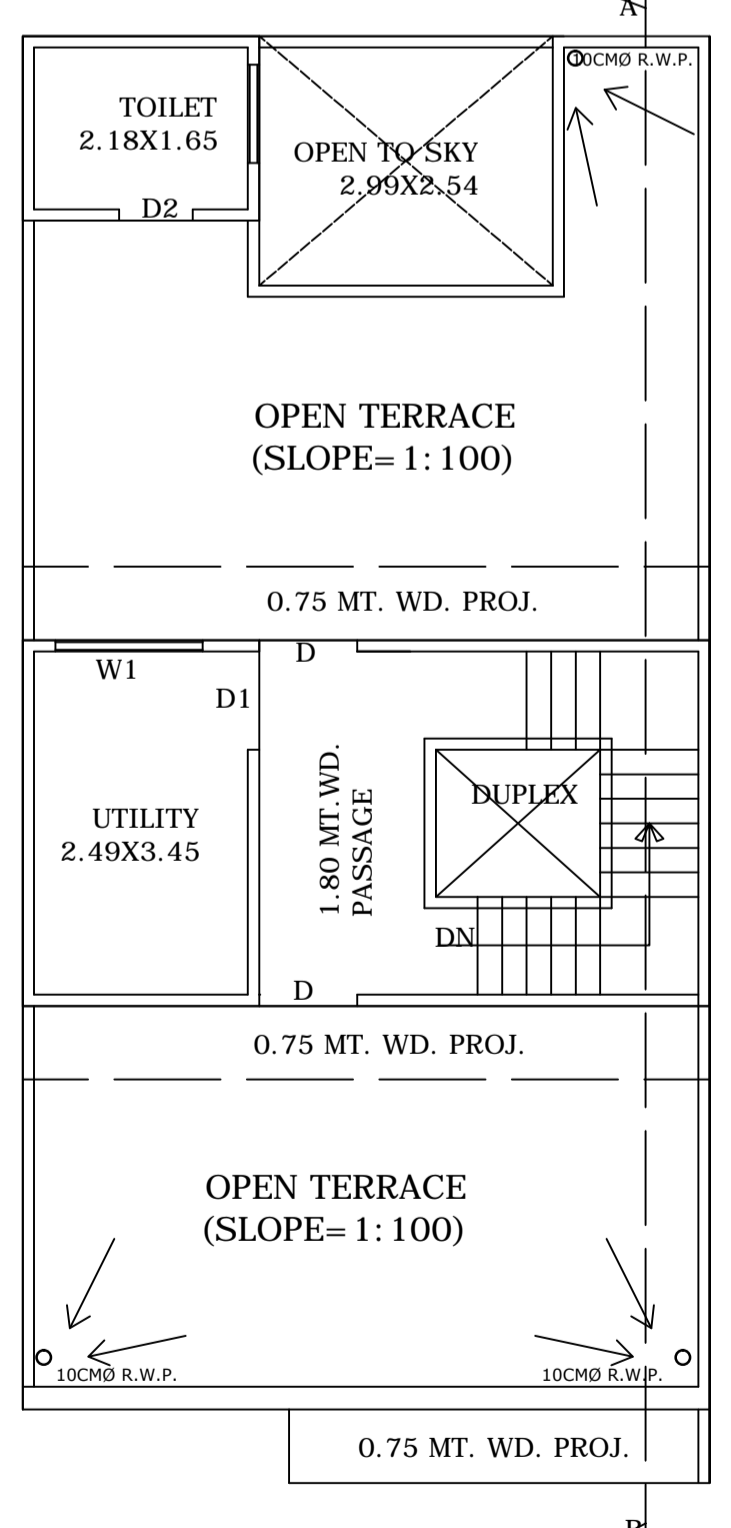 A
10CMØ R.W.P.
TOILET
2.18X1.65
OPEN TO SKY
2.99X2.54
D2
OPEN TERRACE
(SLOPE=1:100)
0.75 MT. WD. PROJ.
D
W1
D1
1.80 MT.WD.
PASSAGE
DUPLEX
UTILITY
2.49X3.45
DN
D
0.75 MT. WD. PROJ.
OPEN TERRACE
(SLOPE=1:100)
10CMØ R.W.P.
10CMØ R.W.P.
0.75 MT. WD. PROJ.